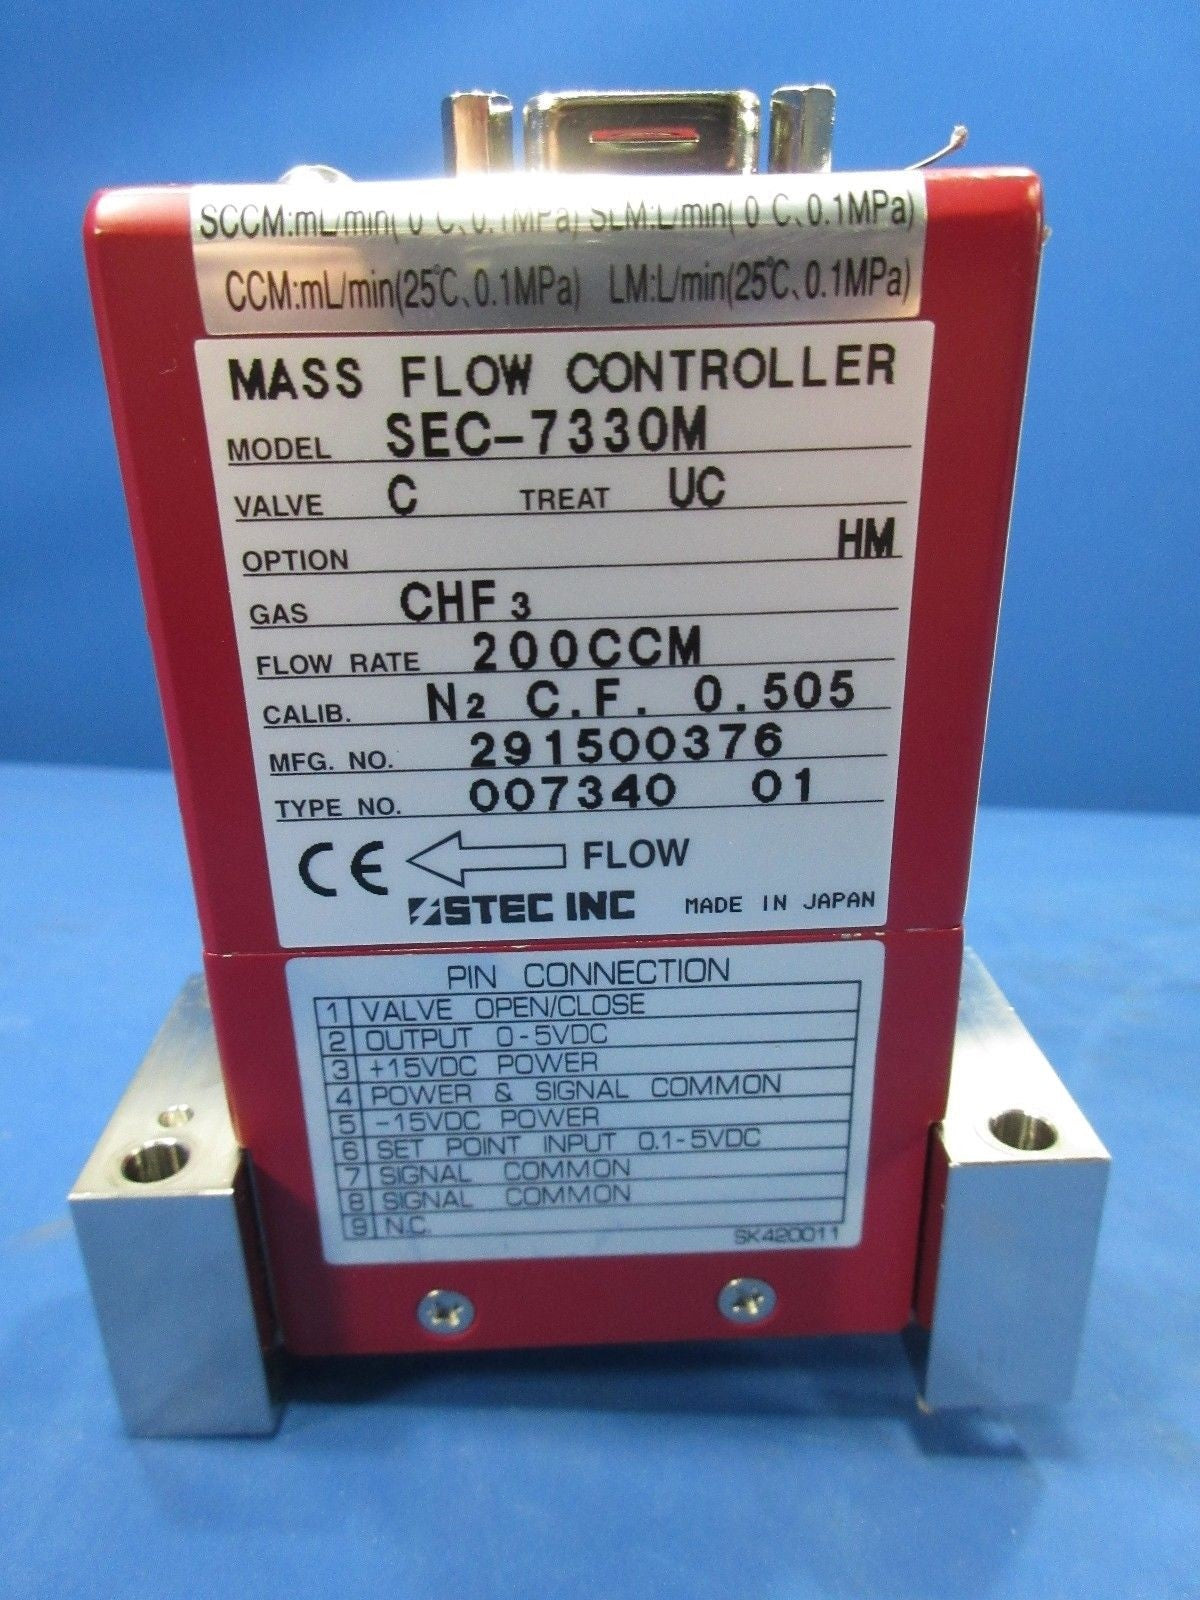 SCCM:mL/min(0℃、0.1MPa) SLM:L/min(0℃、0.1MPa)
CCM:mL/min(25℃、0.1MPa) LM:L/min(25℃、0.1MPa)
MASS FLOW CONTROLLER
MODEL SEC-7330M
VALVE C TREAT UC
OPTION HM
GAS CHF3
FLOW RATE 200CCM
CALIB. N2 C.F. 0.505
MFG. NO. 291500376
TYPE NO. 007340 01
CE FLOW
STEC INC MADE IN JAPAN
PIN CONNECTION
1 VALVE OPEN/CLOSE
2 OUTPUT 0-5VDC
3 +15VDC POWER
4 POWER & SIGNAL COMMON
5 -15VDC POWER
6 SET POINT INPUT 0.1-5VDC
7 SIGNAL COMMON
8 SIGNAL COMMON
9 N.C.
SK420011